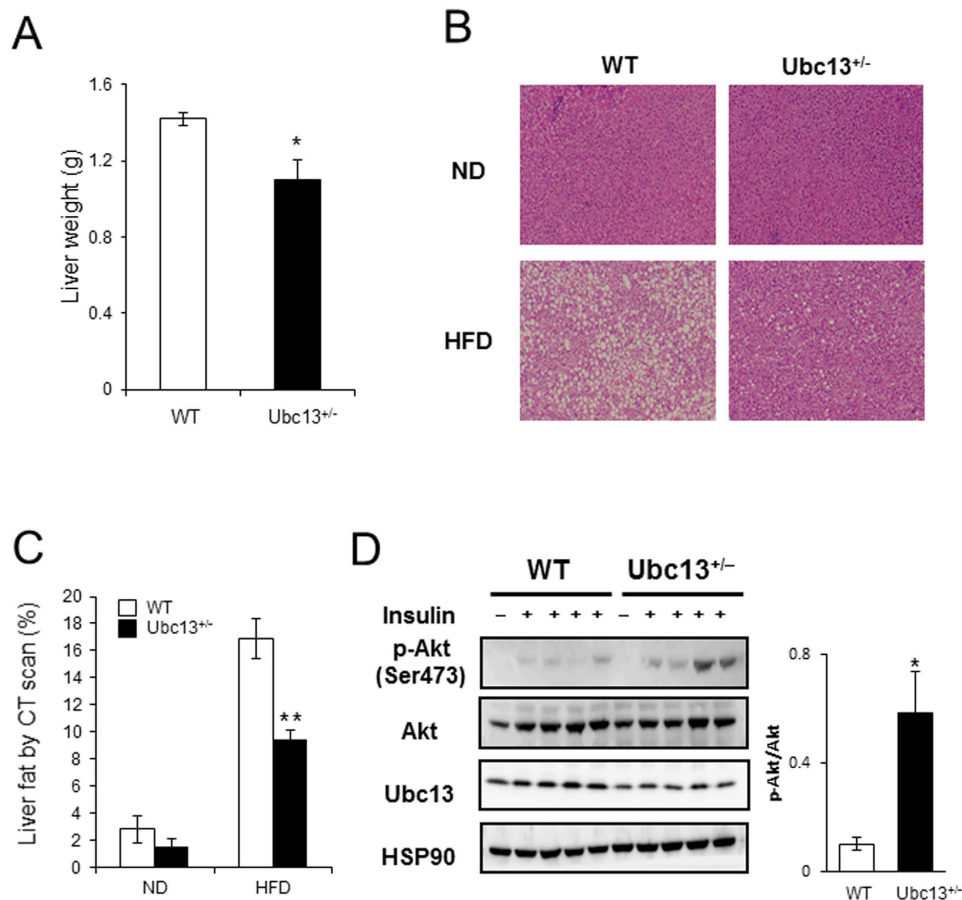 A
Liver weight (g)
1.6
1.2
0.8
0.4
0
*
WT
Ubc13+/-
B
WT
Ubc13+/-
ND
HFD
C
Liver fat by CT scan (%)
20
18
16
14
12
10
8
6
4
2
0
WT
Ubc13+/-
**
ND
HFD
D
WT
Ubc13+/–
Insulin – + + + + – + + + +
p-Akt
(Ser473)
Akt
Ubc13
HSP90
p-Akt/Akt
0.8
0.4
0
*
WT
Ubc13+/-